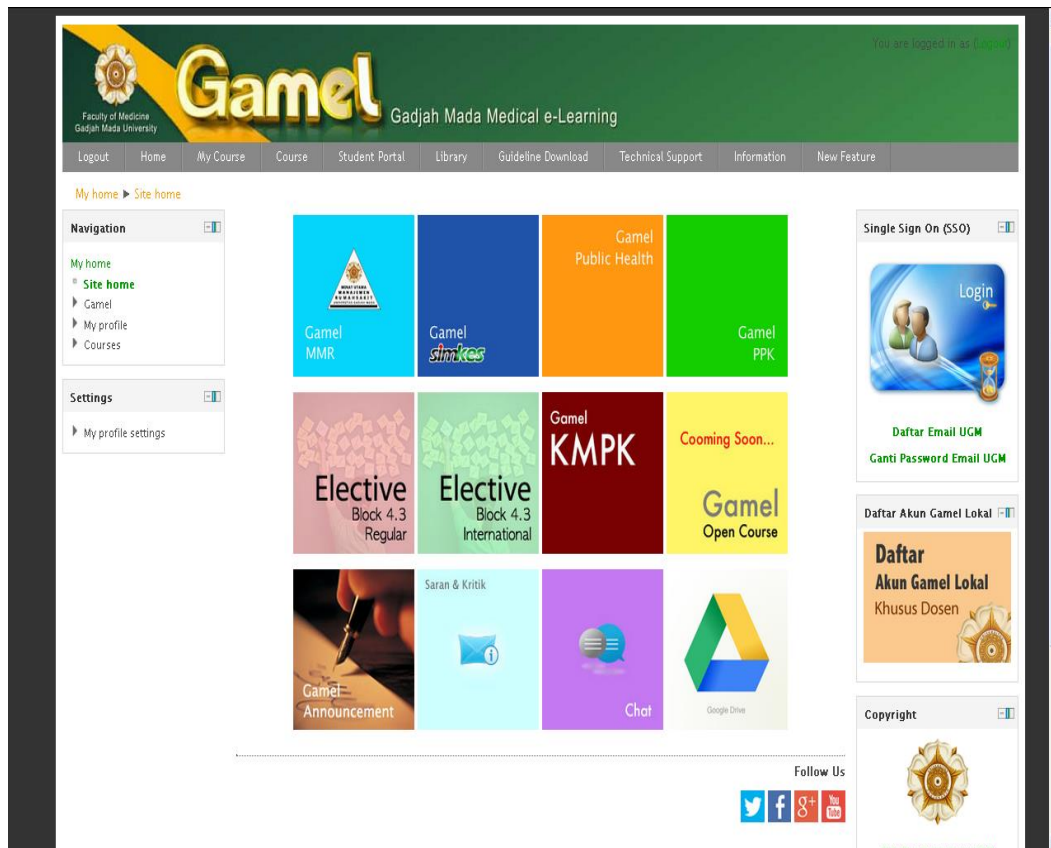 You are logged in as (Logout)
Faculty of Medicine
Gadjah Mada University
Gamel
Gadjah Mada Medical e-Learning
Logout Home My Course Course Student Portal Library Guideline Download Technical Support Information New Feature
My home ▶ Site home
Navigation
My home
Site home
Gamel
My profile
Courses
Settings
My profile settings
Gamel
MMR
Gamel
simkes
Gamel
Public Health
Gamel
PPK
Elective
Block 4.3
Regular
Elective
Block 4.3
International
Gamel
KMPK
Cooming Soon...
Gamel
Open Course
Gamel
Announcement
Saran & Kritik
Chat
Google Drive
Follow Us
You
Tube
Single Sign On (SSO)
Login
Daftar Email UGM
Ganti Password Email UGM
Daftar Akun Gamel Lokal
Daftar
Akun Gamel Lokal
Khusus Dosen
Copyright